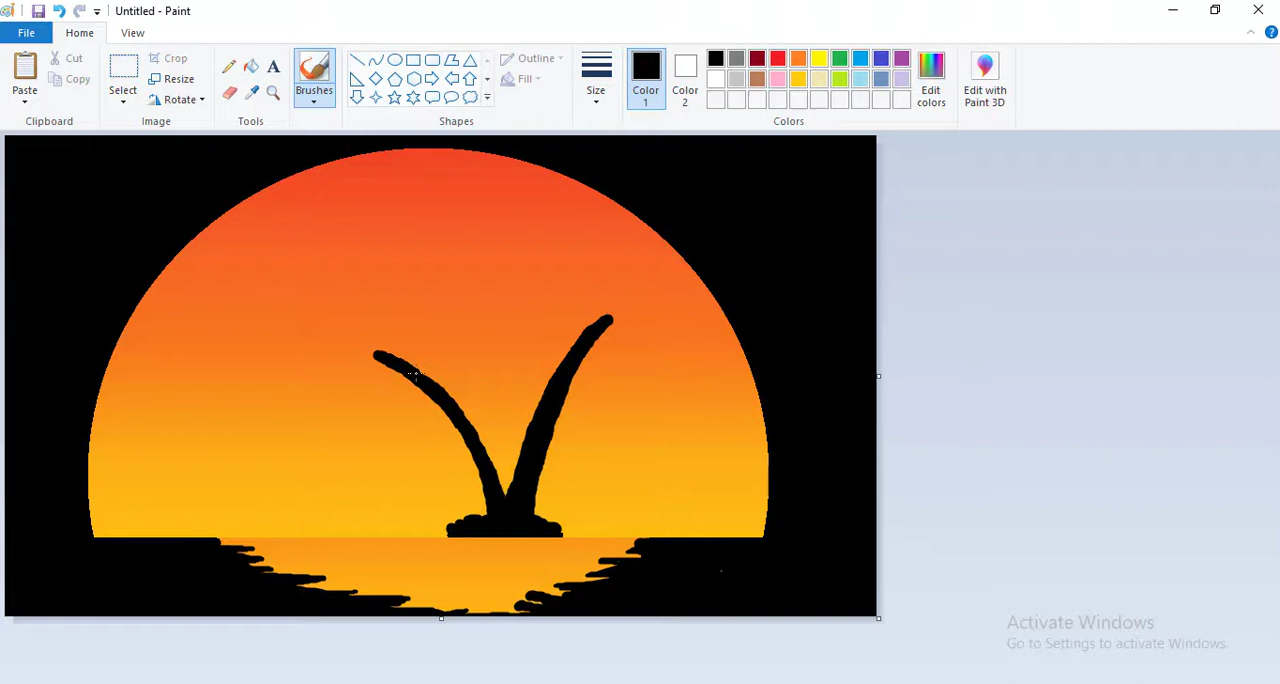 Untitled - Paint
File Home View
Paste
Cut
Copy
Clipboard
Select
Crop
Resize
Rotate
Image
A
Tools
Brushes
Outline
Fill
Shapes
Size
Color 1
Color 2
Edit colors
Colors
Edit with Paint 3D
Activate Windows
Go to Settings to activate Windows.